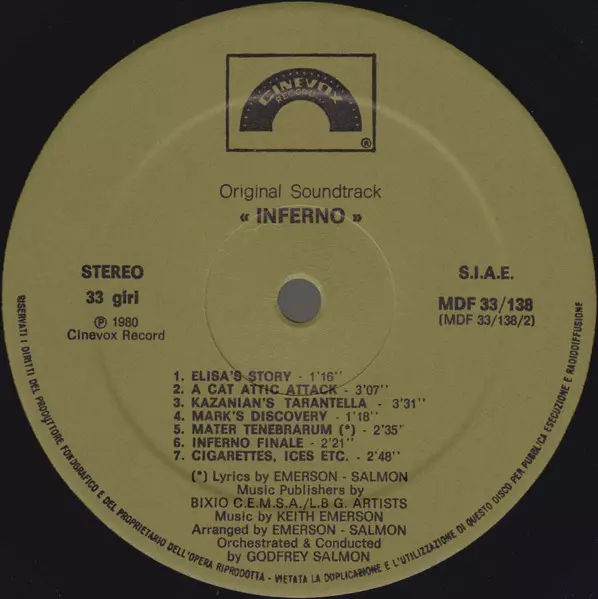 CINEVOX
RECORD
®
Original Soundtrack
« INFERNO »
STEREO
33 giri
℗ 1980
Cinevox Record
S.I.A.E.
MDF 33/138
(MDF 33/138/2)
1. ELISA'S STORY - 1'16''
2. A CAT ATTIC ATTACK - 3'07''
3. KAZANIAN'S TARANTELLA - 3'31''
4. MARK'S DISCOVERY - 1'18''
5. MATER TENEBRARUM (*) - 2'35''
6. INFERNO FINALE - 2'21''
7. CIGARETTES, ICES ETC. - 2'48''
(*) Lyrics by EMERSON - SALMON
Music Publishers by
BIXIO C.E.M.S.A./L.B G. ARTISTS
Music by KEITH EMERSON
Arranged by EMERSON - SALMON
Orchestrated & Conducted
by GODFREY SALMON
RISERVATI I DIRITTI DEL PRODUTTORE FONOGRAFICO E DEL PROPRIETARIO DELL'OPERA RIPRODOTTA - VIETATA LA DUPLICAZIONE E L'UTILIZZAZIONE DI QUESTO DISCO PER PUBBLICA ESECUZIONE E RADIODIFFUSIONE